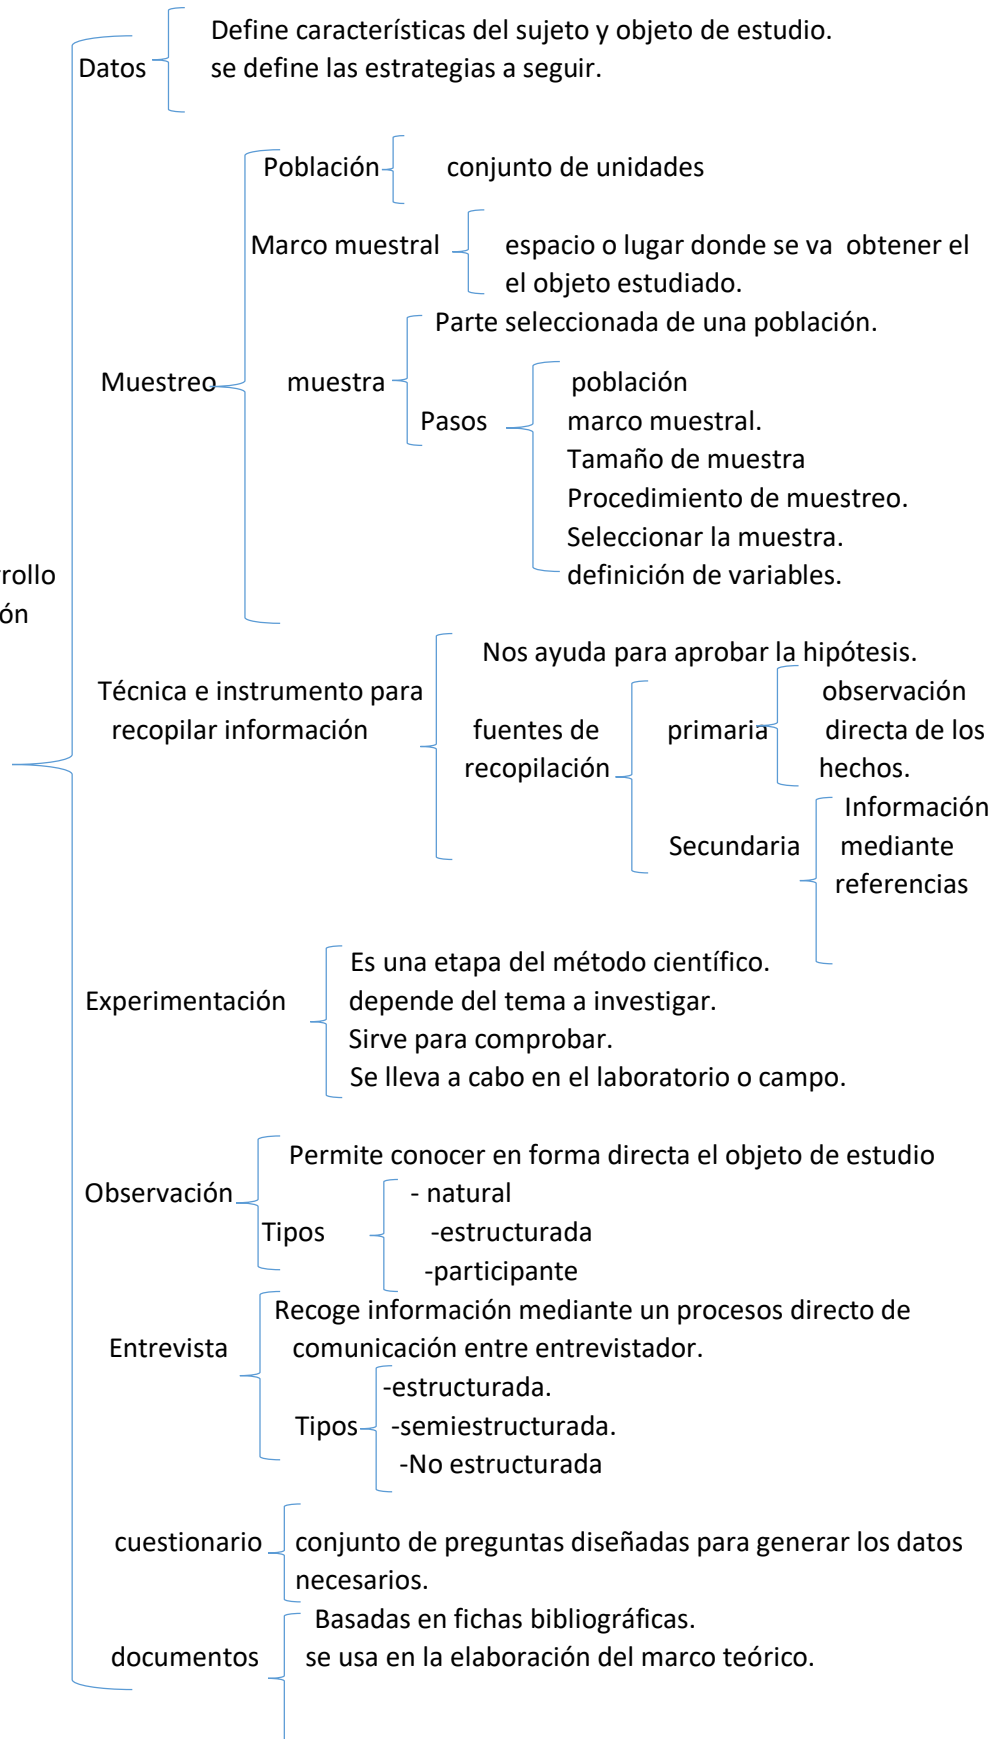 Define características del sujeto y objeto de estudio.
Datos
se define las estrategias a seguir.
Población
conjunto de unidades
Marco muestral
espacio o lugar donde se va  obtener el
el objeto estudiado.
Parte seleccionada de una población.
Muestreo
muestra
población
Pasos
marco muestral.
Tamaño de muestra
Procedimiento de muestreo.
Seleccionar la muestra.
rrollo
definición de variables.
ón
Nos ayuda para aprobar la hipótesis.
Técnica e instrumento para
observación
recopilar información
fuentes de
primaria
directa de los
recopilación
hechos.
Información
Secundaria
mediante
referencias
Es una etapa del método científico.
Experimentación
depende del tema a investigar.
Sirve para comprobar.
Se lleva a cabo en el laboratorio o campo.
Permite conocer en forma directa el objeto de estudio
Observación
- natural
Tipos
-estructurada
-participante
Recoge información mediante un procesos directo de
Entrevista
comunicación entre entrevistador.
-estructurada.
Tipos
-semiestructurada.
-No estructurada
cuestionario
conjunto de preguntas diseñadas para generar los datos
necesarios.
Basadas en fichas bibliográficas.
documentos
se usa en la elaboración del marco teórico.